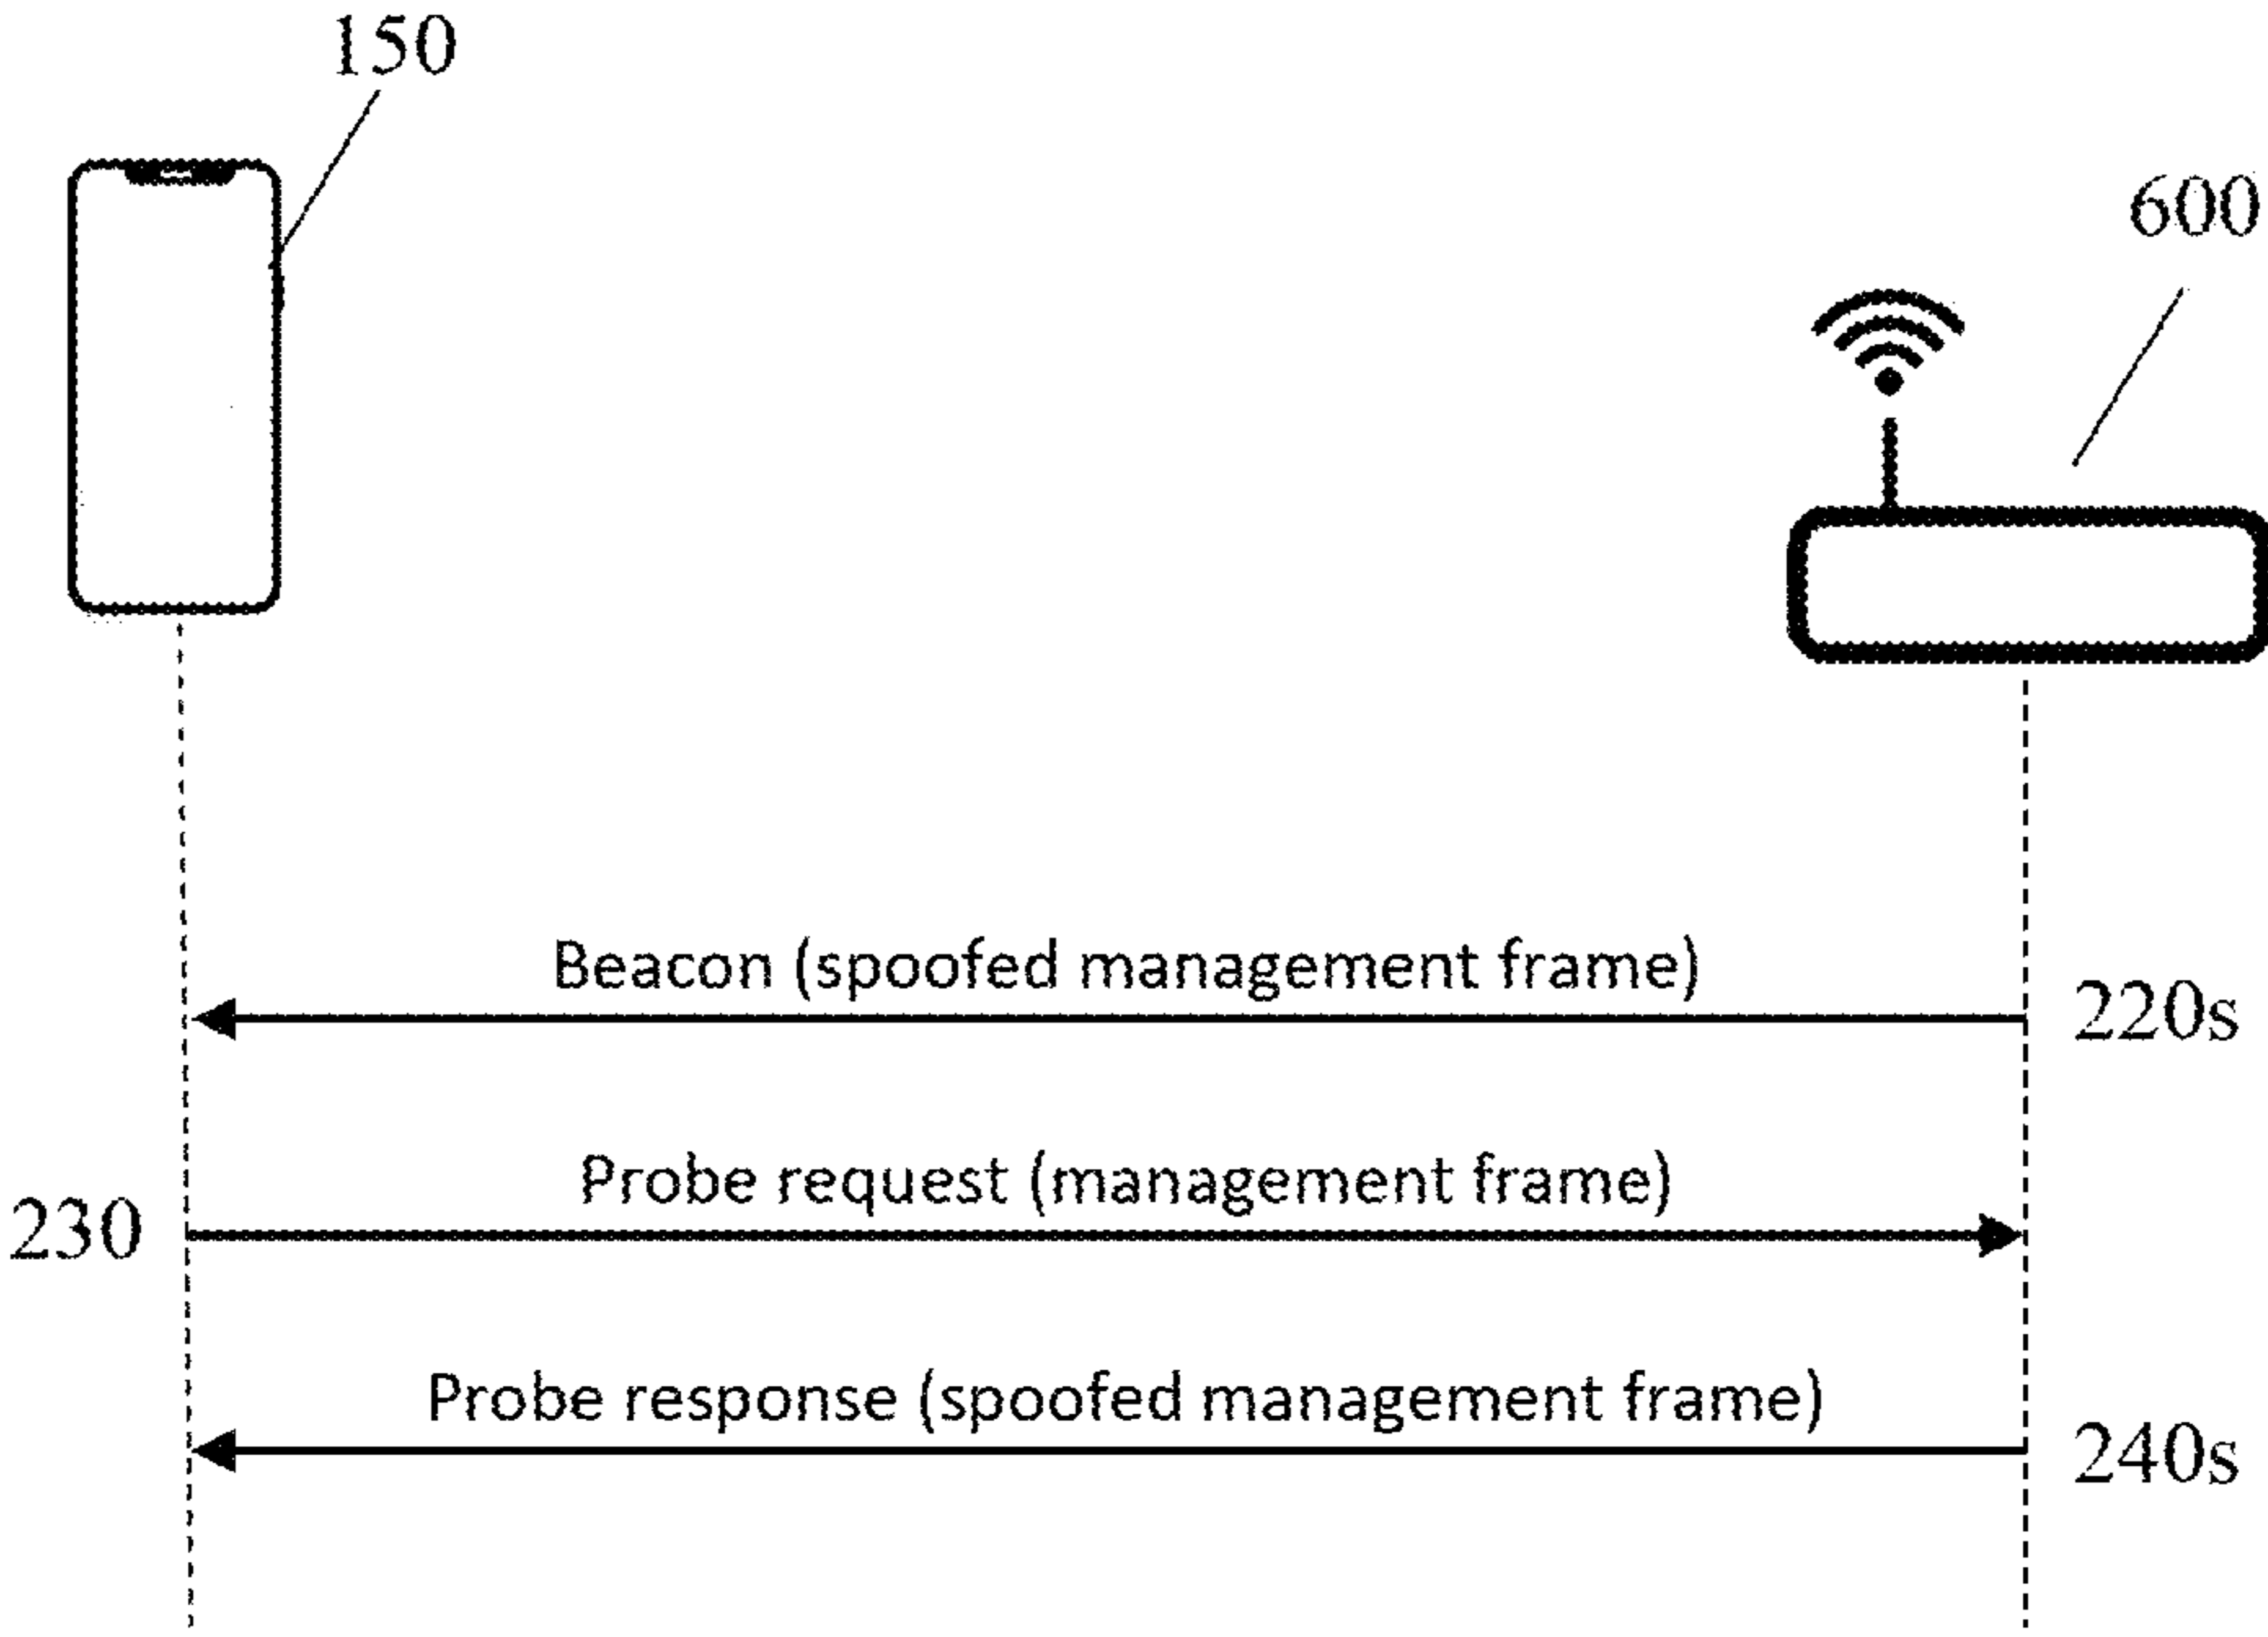 150
600
Beacon (spoofed management frame)
220s
Probe request (management frame)
230
Probe response (spoofed management frame)
240s